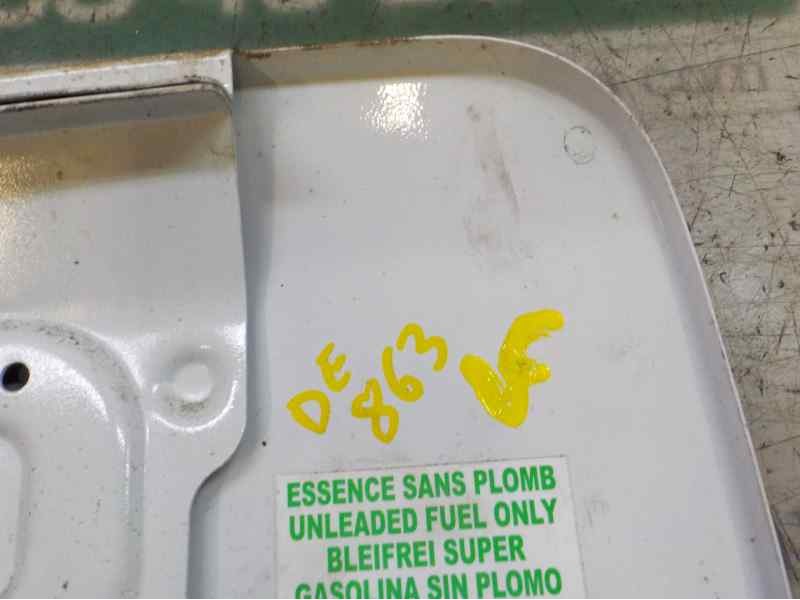 DE
863
VF
ESSENCE SANS PLOMB
UNLEADED FUEL ONLY
BLEIFREI SUPER
GASOLINA SIN PLOMO